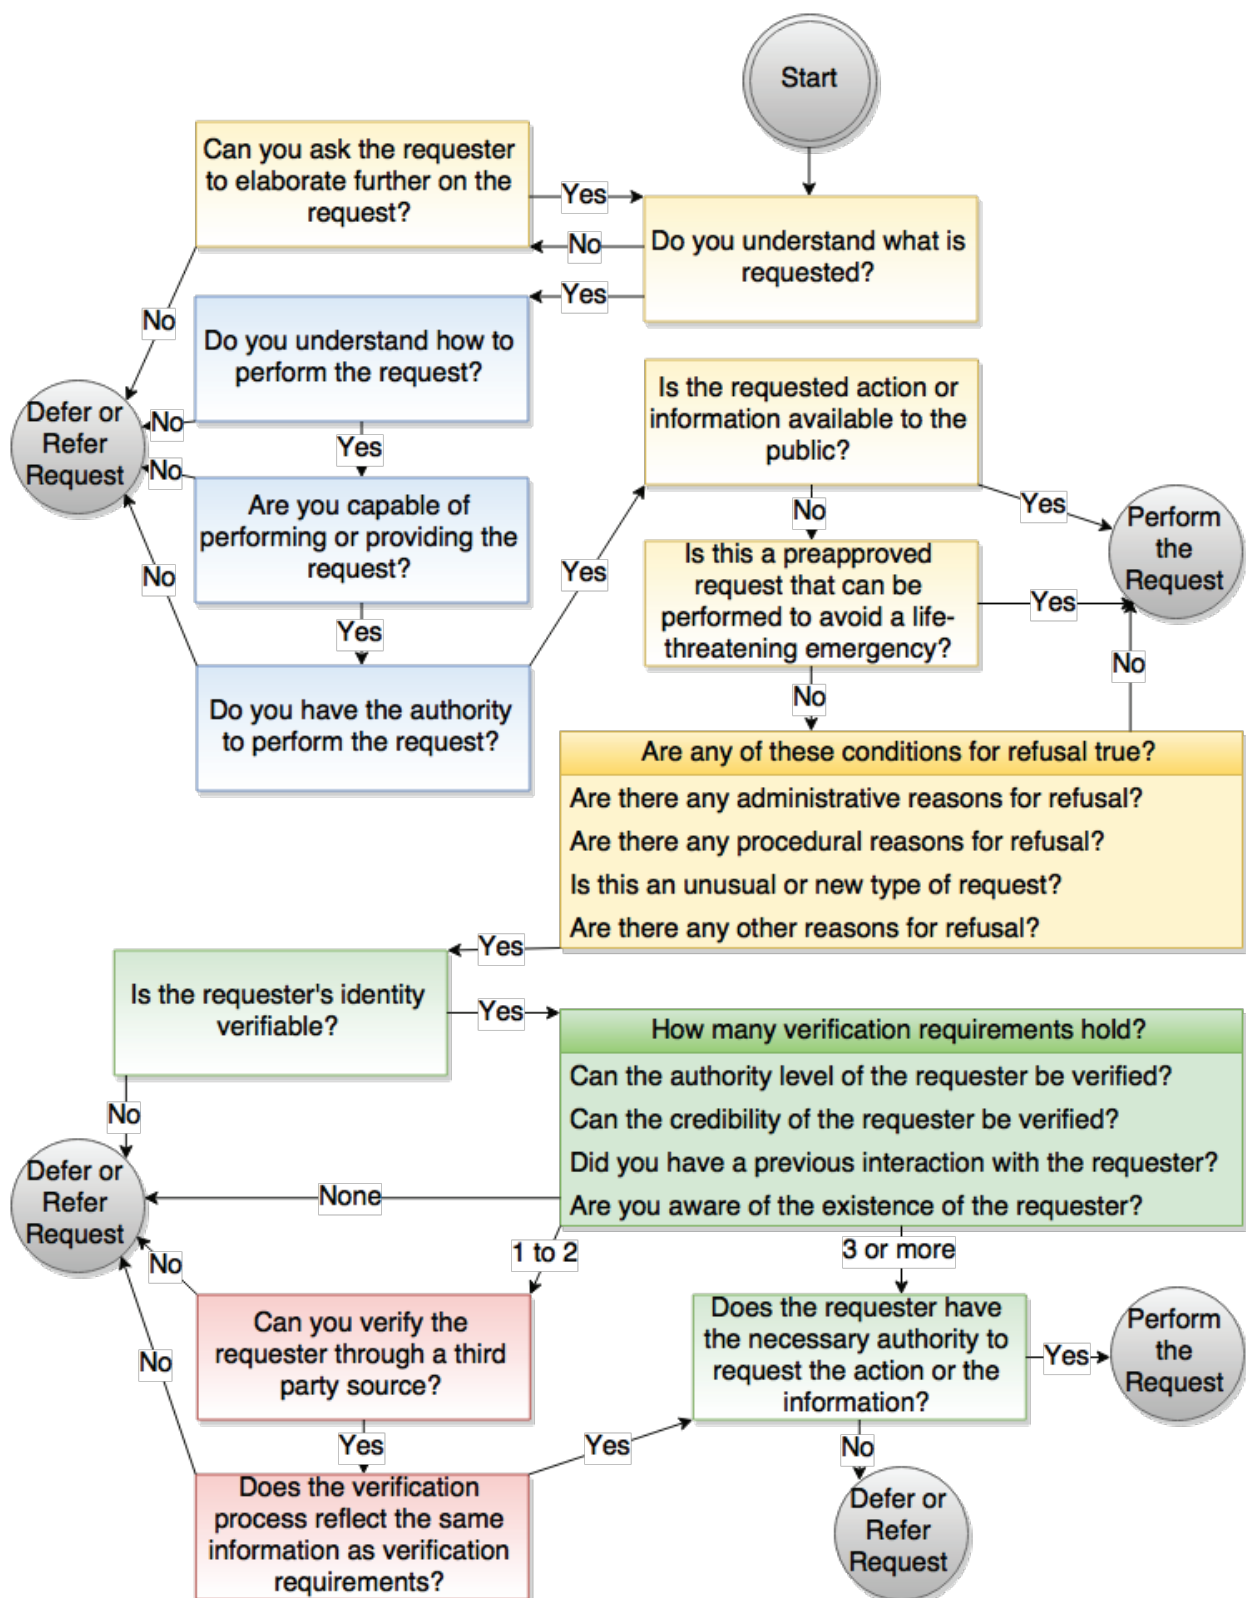 Start
Can you ask the requester
to elaborate further on the
request?
Yes
No
Yes
Do you understand what is
requested?
No
Do you understand how to
perform the request?
Defer or
Refer
Request
No
No
Yes
Are you capable of
performing or providing the
request?
No
Yes
Do you have the authority
to perform the request?
Yes
Is the requested action or
information available to the
public?
No
Yes
Perform
the
Request
Is this a preapproved
request that can be
performed to avoid a life-
threatening emergency?
Yes
No
No
Are any of these conditions for refusal true?
Are there any administrative reasons for refusal?
Are there any procedural reasons for refusal?
Is this an unusual or new type of request?
Are there any other reasons for refusal?
Yes
Is the requester's identity
verifiable?
Yes
No
How many verification requirements hold?
Can the authority level of the requester be verified?
Can the credibility of the requester be verified?
Did you have a previous interaction with the requester?
Are you aware of the existence of the requester?
Defer or
Refer
Request
None
1 to 2
3 or more
No
No
Can you verify the
requester through a third
party source?
Yes
Does the verification
process reflect the same
information as verification
requirements?
Yes
Does the requester have
the necessary authority to
request the action or the
information?
Yes
Perform
the
Request
No
Defer or
Refer
Request